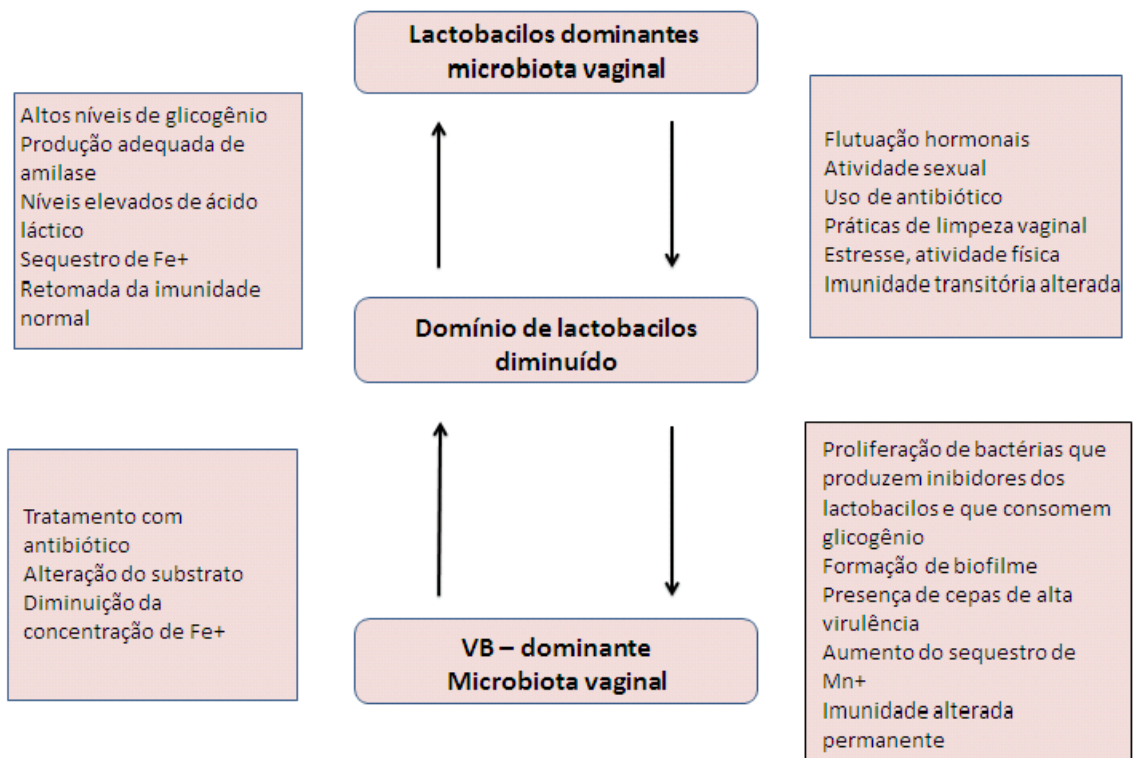 Lactobacilos dominantes
microbiota vaginal
Altos níveis de glicogênio
Produção adequada de
amilase
Níveis elevados de ácido
láctico
Sequestro de Fe+
Retomada da imunidade
normal
Flutuação hormonais
Atividade sexual
Uso de antibiótico
Práticas de limpeza vaginal
Estresse, atividade física
Imunidade transitória alterada
Domínio de lactobacilos
diminuído
Tratamento com
antibiótico
Alteração do substrato
Diminuição da
concentração de Fe+
Proliferação de bactérias que
produzem inibidores dos
lactobacilos e que consomem
glicogênio
Formação de biofilme
Presença de cepas de alta
virulência
Aumento do sequestro de
Mn+
Imunidade alterada
permanente
VB – dominante
Microbiota vaginal